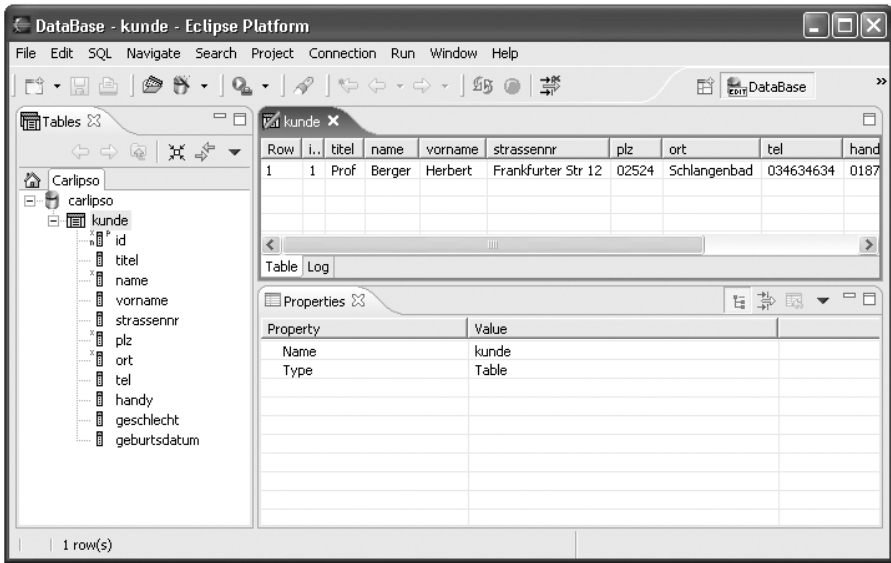 DataBase - kunde - Eclipse Platform
File Edit SQL Navigate Search Project Connection Run Window Help
EDIT DataBase »
Tables
Carlipso
carlipso
kunde
id
titel
name
vorname
strassennr
plz
ort
tel
handy
geschlecht
geburtsdatum
kunde
Row i.. titel name vorname strassennr plz ort tel hand
1 1 Prof Berger Herbert Frankfurter Str 12 02524 Schlangenbad 034634634 0187
Table Log
Properties
Property Value
Name kunde
Type Table
1 row(s)